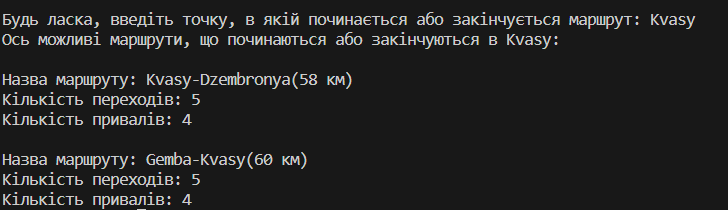 Будь ласка, введіть точку, в якій починається або закінчується маршрут: Kvasy
Ось можливі маршрути, що починаються або закінчуються в Kvasy:
Назва маршруту: Kvasy-Dzembronya(58 км)
Кількість переходів: 5
Кількість привалів: 4
Назва маршруту: Gemba-Kvasy(60 км)
Кількість переходів: 5
Кількість привалів: 4